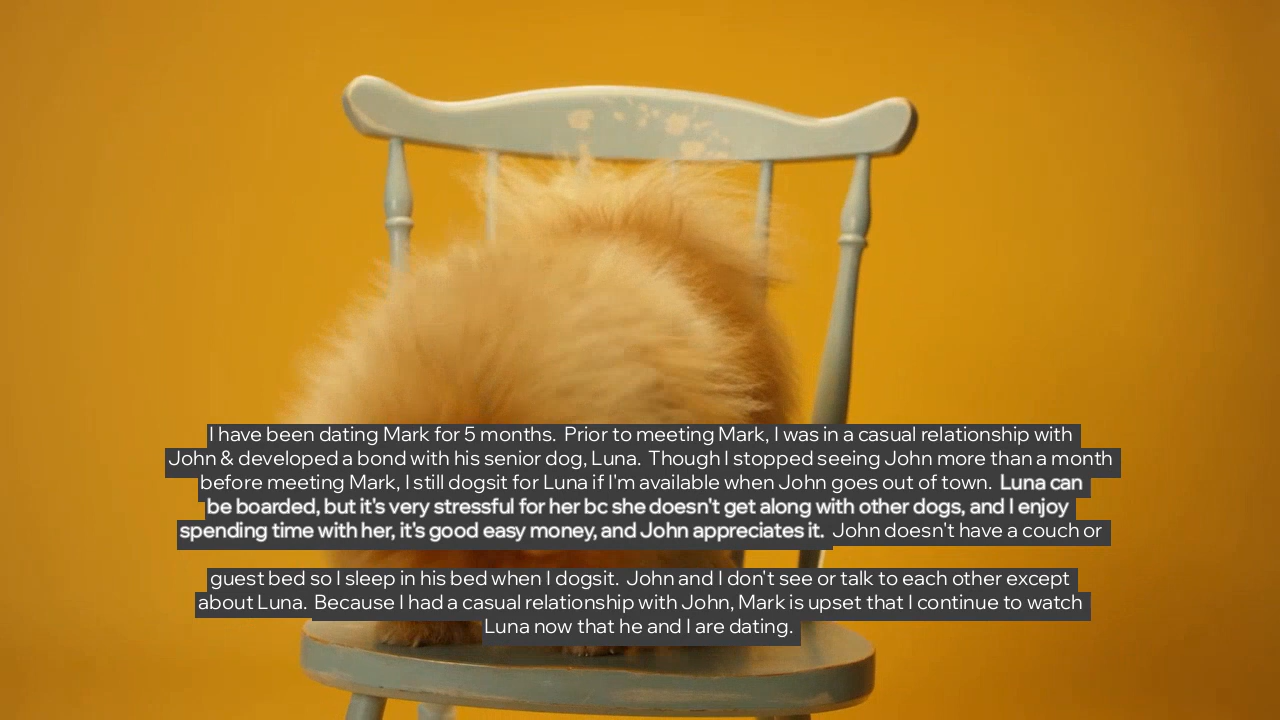 I have been dating Mark for 5 months. Prior to meeting Mark, I was in a casual relationship with
John & developed a bond with his senior dog, Luna. Though I stopped seeing John more than a month
before meeting Mark, I still dogsit for Luna if I'm available when John goes out of town. Luna can
be boarded, but it's very stressful for her bc she doesn't get along with other dogs, and I enjoy
spending time with her, it's good easy money, and John appreciates it. John doesn't have a couch or
guest bed so I sleep in his bed when I dogsit. John and I don't see or talk to each other except
about Luna. Because I had a casual relationship with John, Mark is upset that I continue to watch
Luna now that he and I are dating.